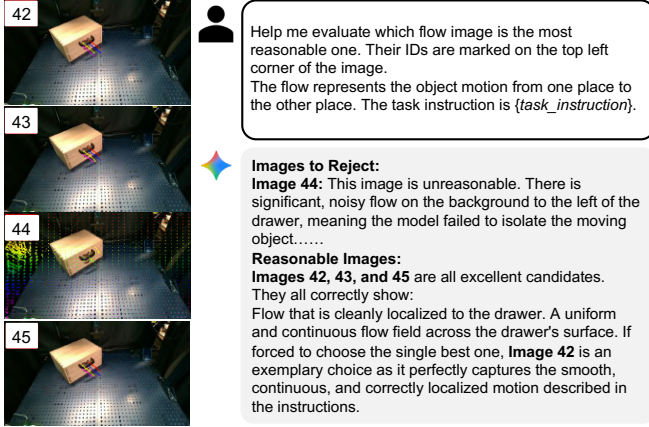 42
43
44
45
Help me evaluate which flow image is the most
reasonable one. Their IDs are marked on the top left
corner of the image.
The flow represents the object motion from one place to
the other place. The task instruction is {task_instruction}.
Images to Reject:
Image 44: This image is unreasonable. There is
significant, noisy flow on the background to the left of the
drawer, meaning the model failed to isolate the moving
object......
Reasonable Images:
Images 42, 43, and 45 are all excellent candidates.
They all correctly show:
Flow that is cleanly localized to the drawer. A uniform
and continuous flow field across the drawer's surface. If
forced to choose the single best one, Image 42 is an
exemplary choice as it perfectly captures the smooth,
continuous, and correctly localized motion described in
the instructions.